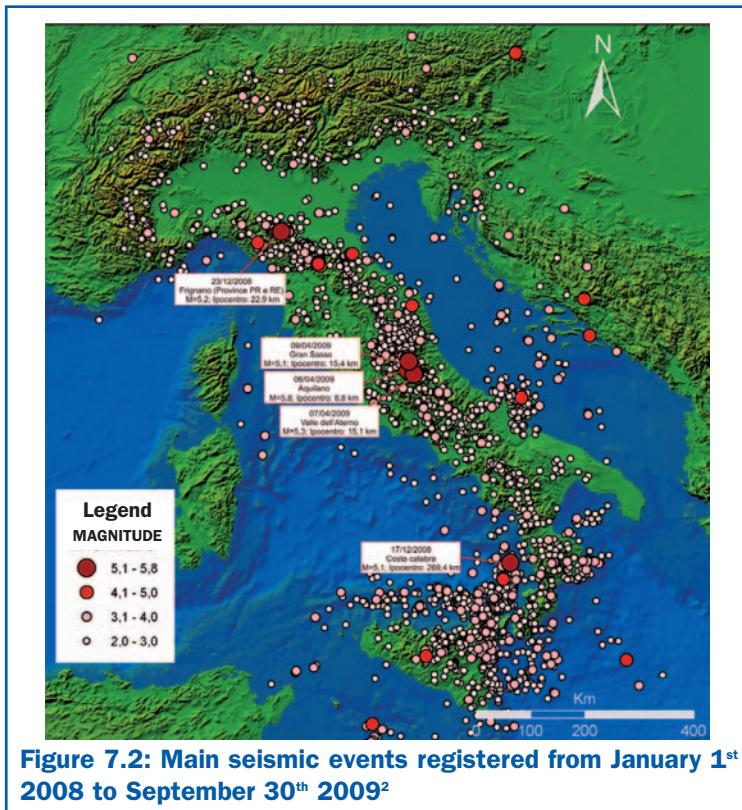 N
23/12/2008
Frignano (Province PR e RE)
M=5,2; Ipocentro: 22,9 km
09/04/2009
Gran Sasso
M=5,1; Ipocentro: 15,4 km
06/04/2009
Aquilano
M=5,8; Ipocentro: 8,8 km
07/04/2009
Valle dell'Aterno
M=5,3; Ipocentro: 15,1 km
17/12/2008
Costa calabra
M=5,1; Ipocentro: 269,4 km
Legend
MAGNITUDE
5,1 - 5,8
4,1 - 5,0
3,1 - 4,0
2,0 - 3,0
Km
0 100 200 400
Figure 7.2: Main seismic events registered from January 1st
2008 to September 30th 2009²